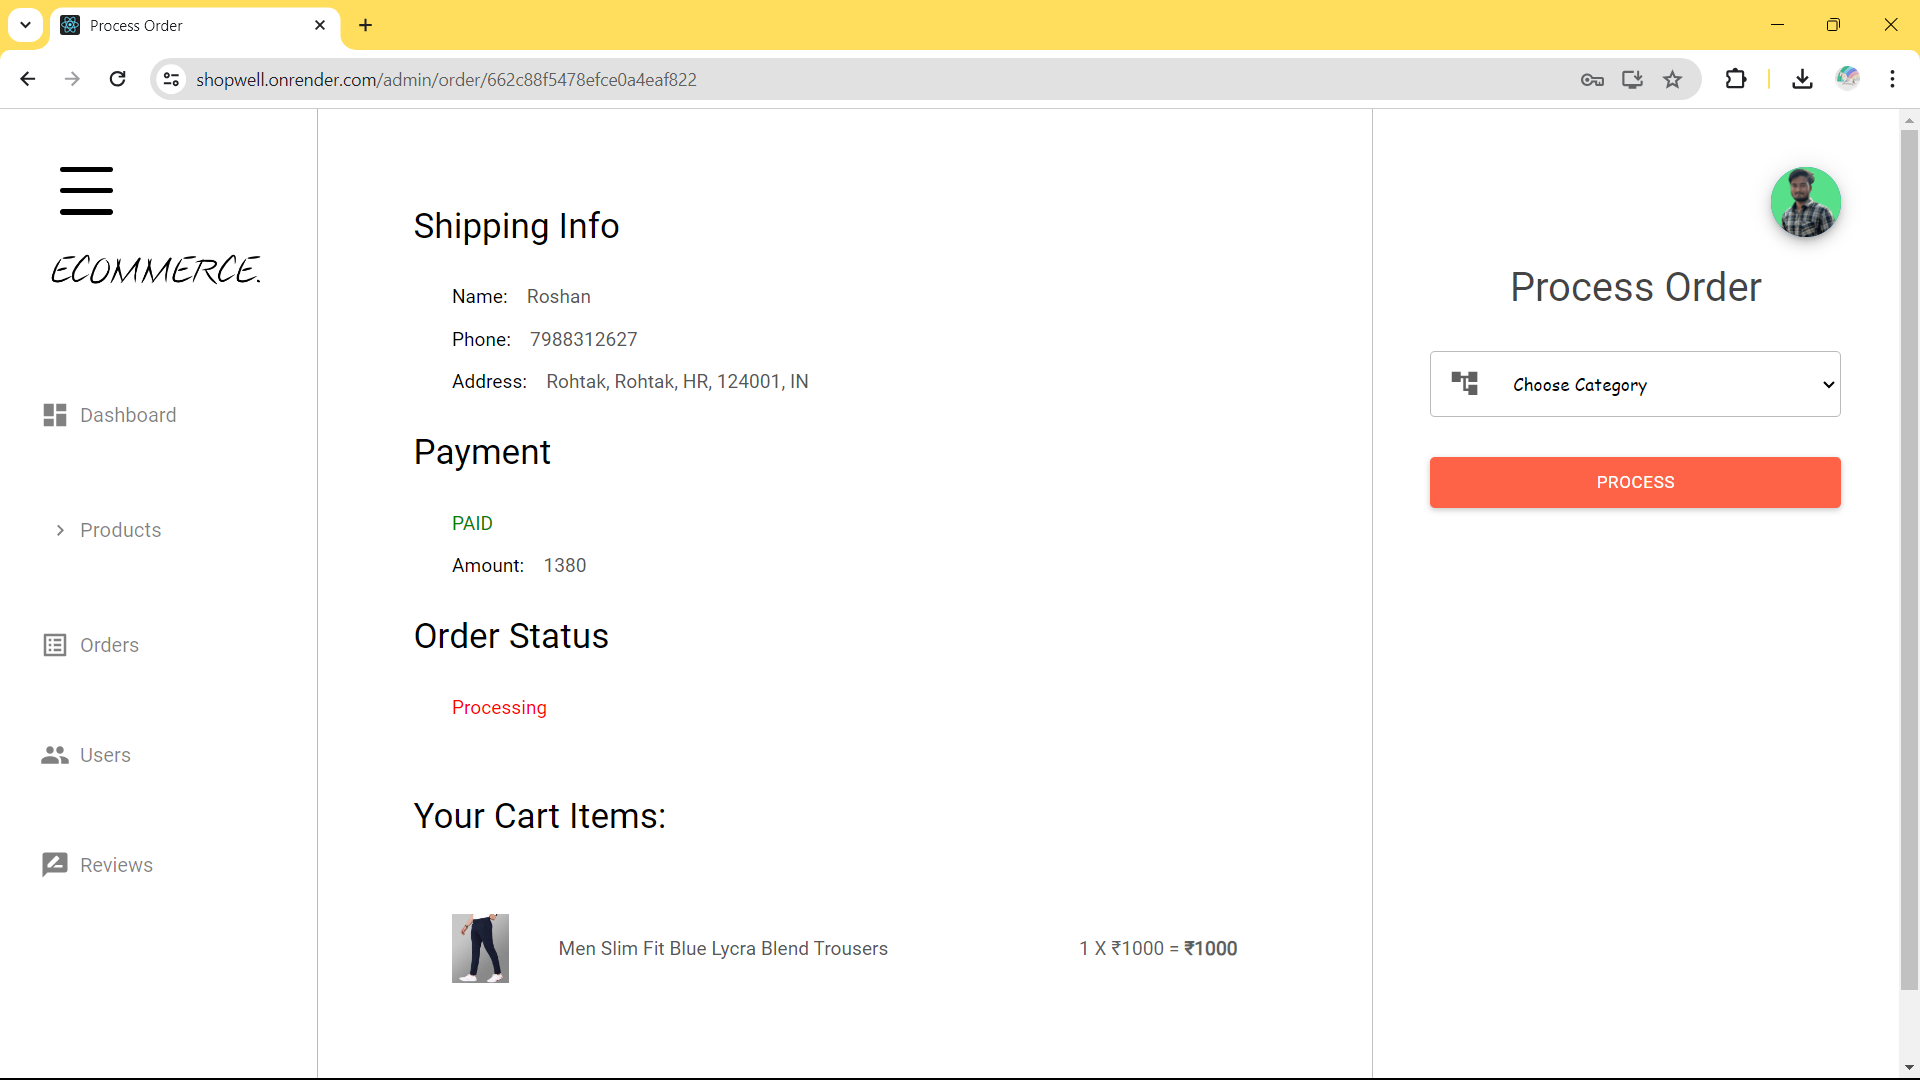 Process Order
shopwell.onrender.com/admin/order/662c88f5478efce0a4eaf822
ECOMMERCE.
Dashboard
Products
Orders
Users
Reviews
Shipping Info
Name: Roshan
Phone: 7988312627
Address: Rohtak, Rohtak, HR, 124001, IN
Payment
PAID
Amount: 1380
Order Status
Processing
Your Cart Items:
Men Slim Fit Blue Lycra Blend Trousers 1 X ₹1000 = ₹1000
Process Order
Choose Category
PROCESS